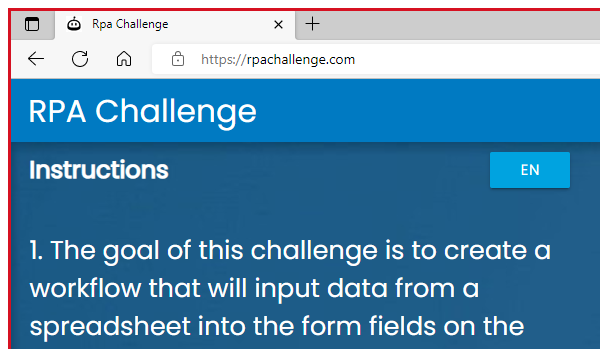 Rpa Challenge
https://rpachallenge.com
RPA Challenge
Instructions
EN
1. The goal of this challenge is to create a
workflow that will input data from a
spreadsheet into the form fields on the